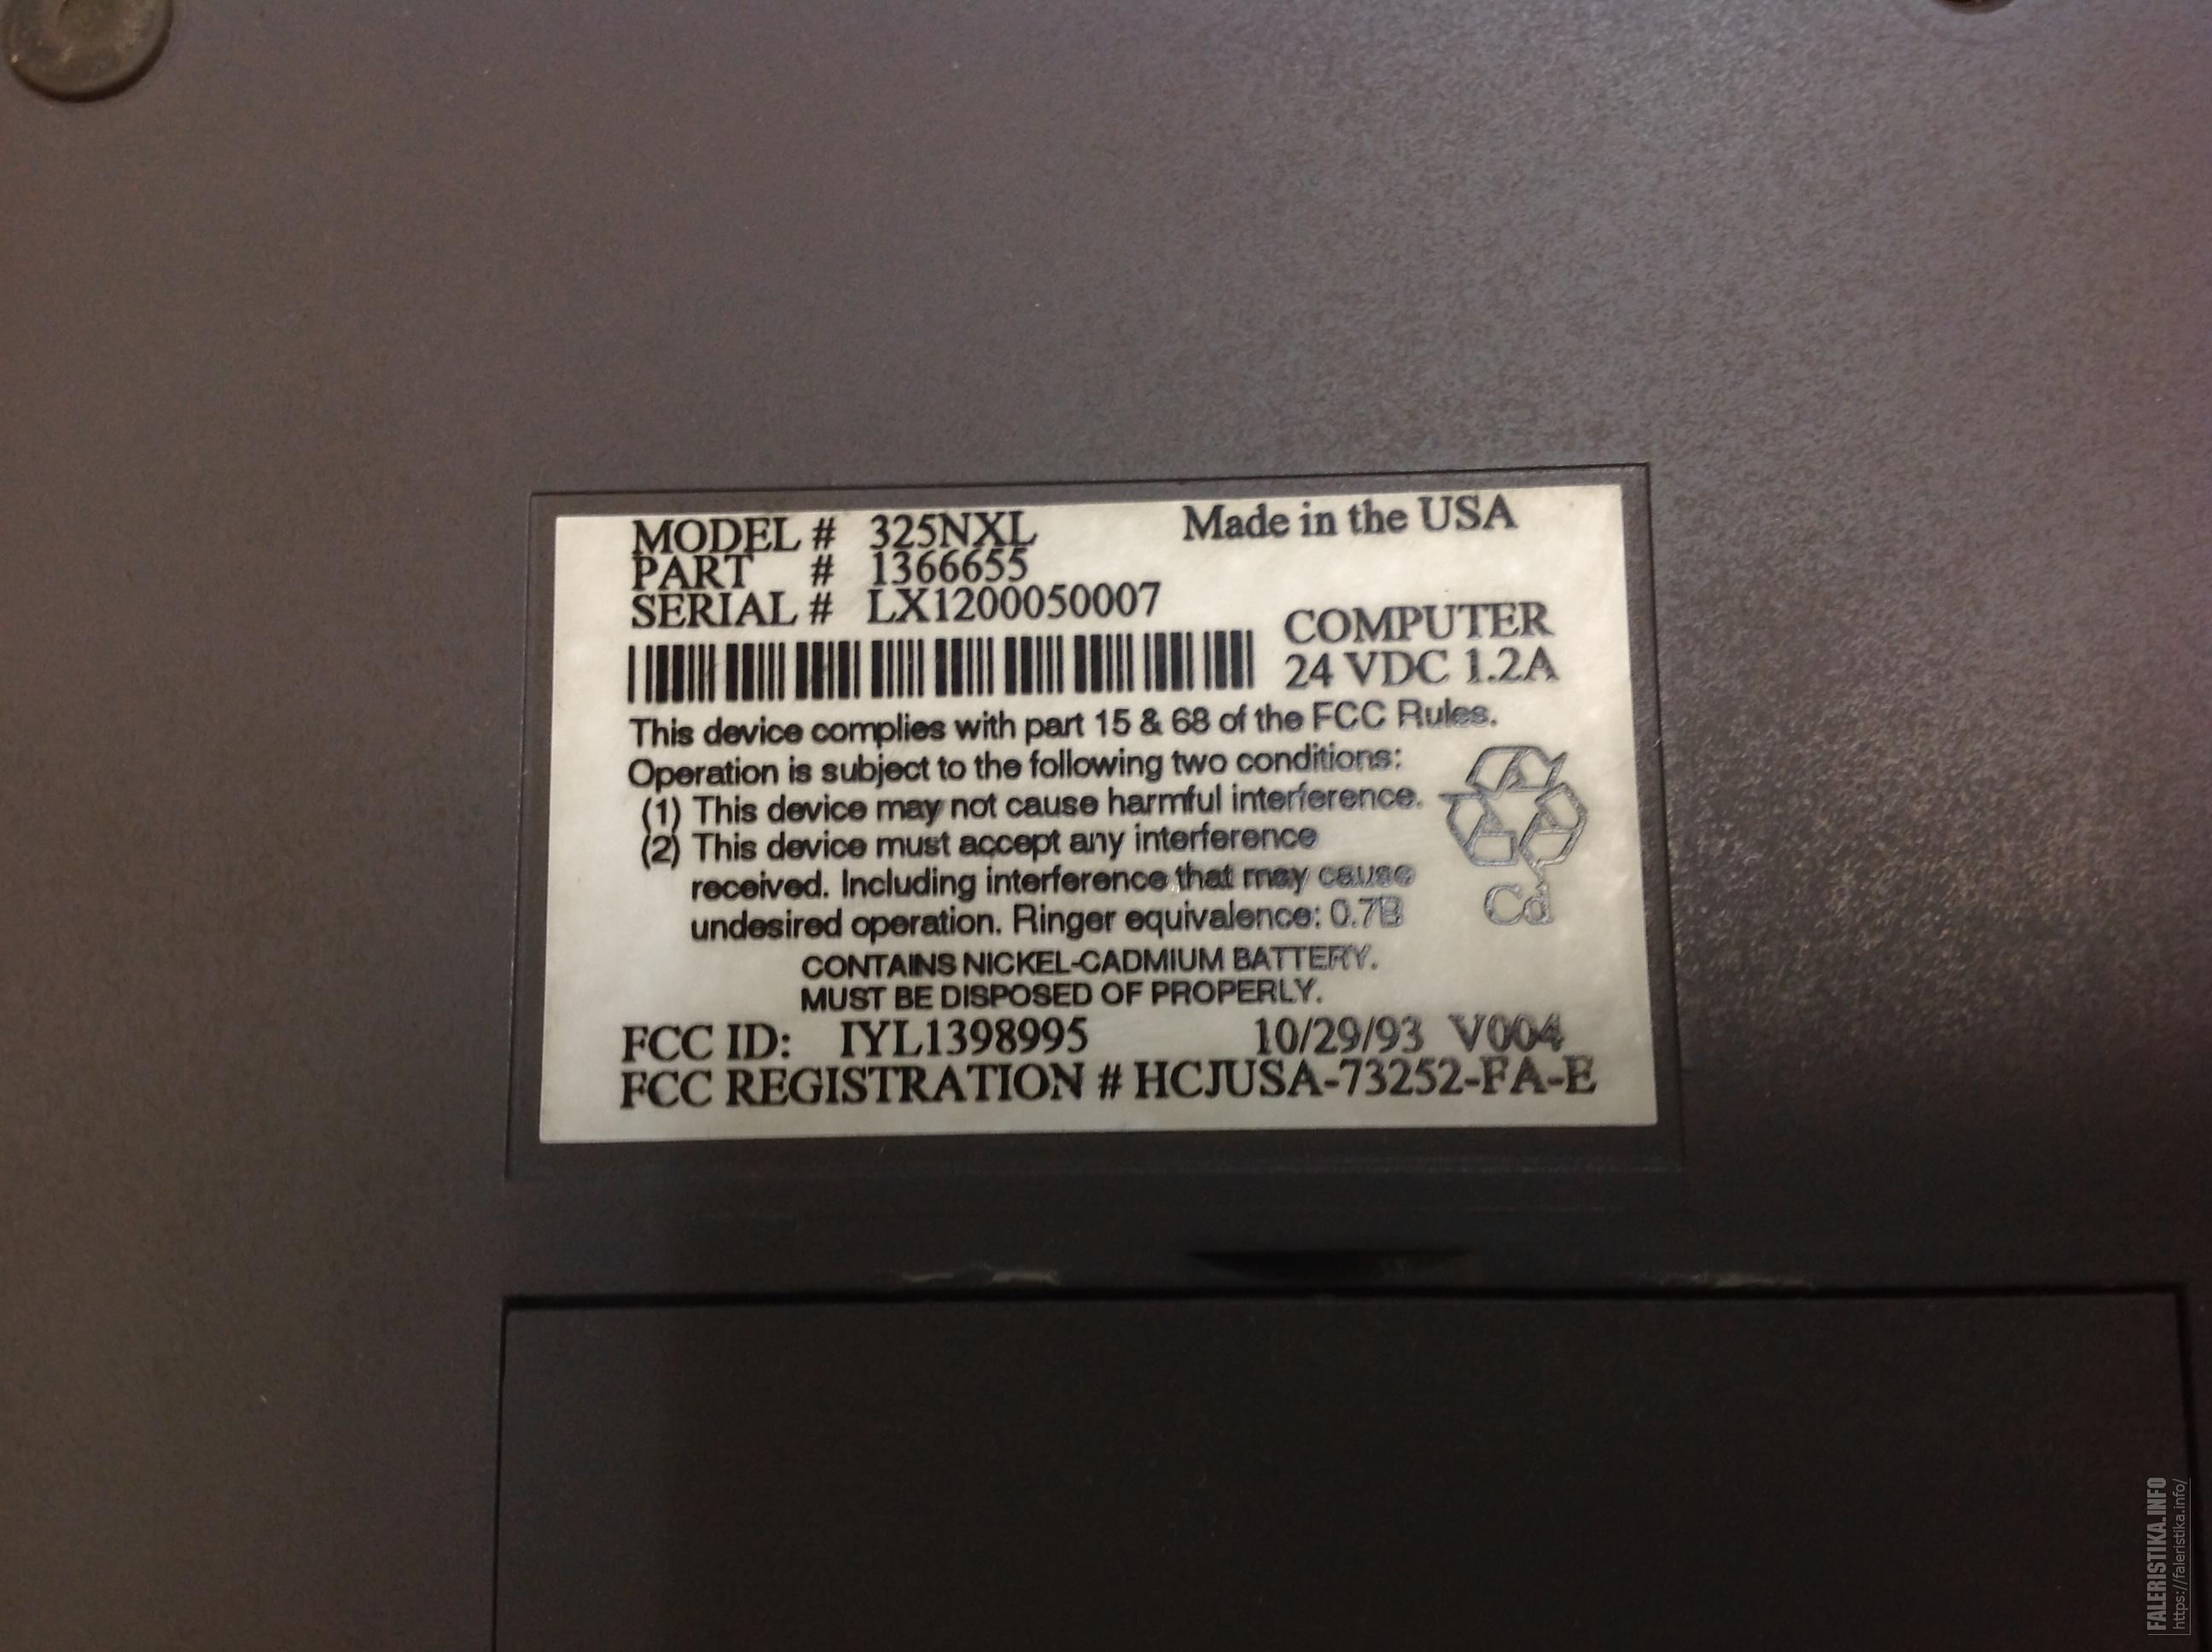 MODEL # 325NXL Made in the USA
PART # 1366655
SERIAL # LX1200050007
COMPUTER
24 VDC 1.2A
This device complies with part 15 & 68 of the FCC Rules.
Operation is subject to the following two conditions:
(1) This device may not cause harmful interference.
(2) This device must accept any interference
received. Including interference that may cause
undesired operation. Ringer equivalence: 0.7B
Cd
CONTAINS NICKEL-CADMIUM BATTERY.
MUST BE DISPOSED OF PROPERLY.
FCC ID: IYL1398995 10/29/93 V004
FCC REGISTRATION # HCJUSA-73252-FA-E
FALERISTIKA.INFO
https://faleristika.info/